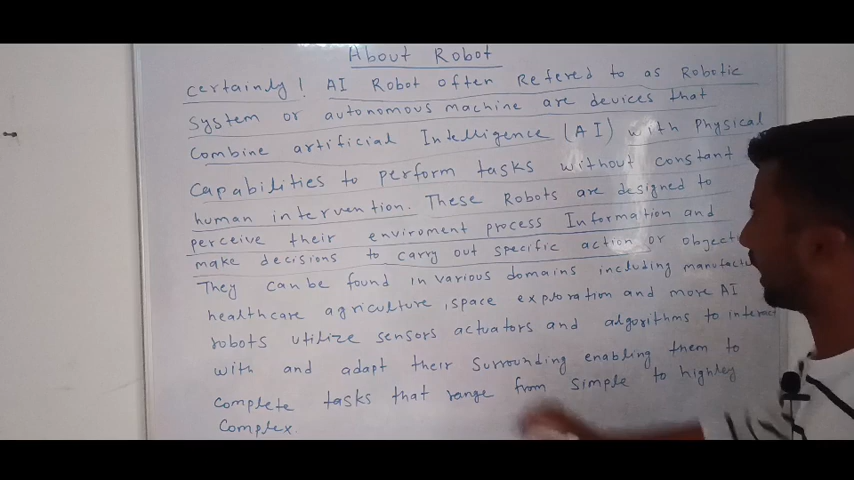 About Robot
certainly! AI Robot often Refered to as Robotic
system or autonomous machine are devices that
Combine artificial Intelligence (AI) with Physical
capabilities to perform tasks without constant
human intervention. These Robots are designed to
perceive their enviroment process Information and
make decisions to carry out specific action or object
They can be found in various domains including manufactu
healthcare agriculture, space exploration and more AI
robots utilize sensors actuators and algorithms to interact
with and adapt their surrounding enabling them to
complete tasks that range from simple to highley
complex.